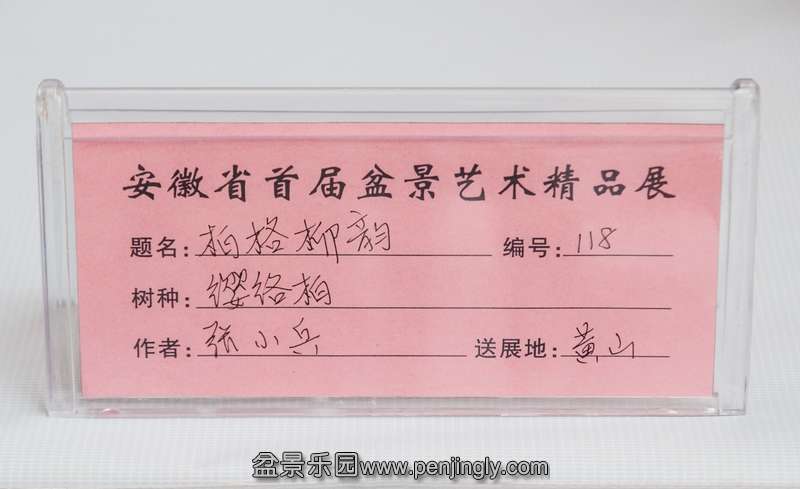 安徽省首届盆景艺术精品展
题名: 柏格柳韵 编号: 118
树种: 缨络柏
作者: 张小兵 送展地: 黄山
盆景乐园www.penjingly.com